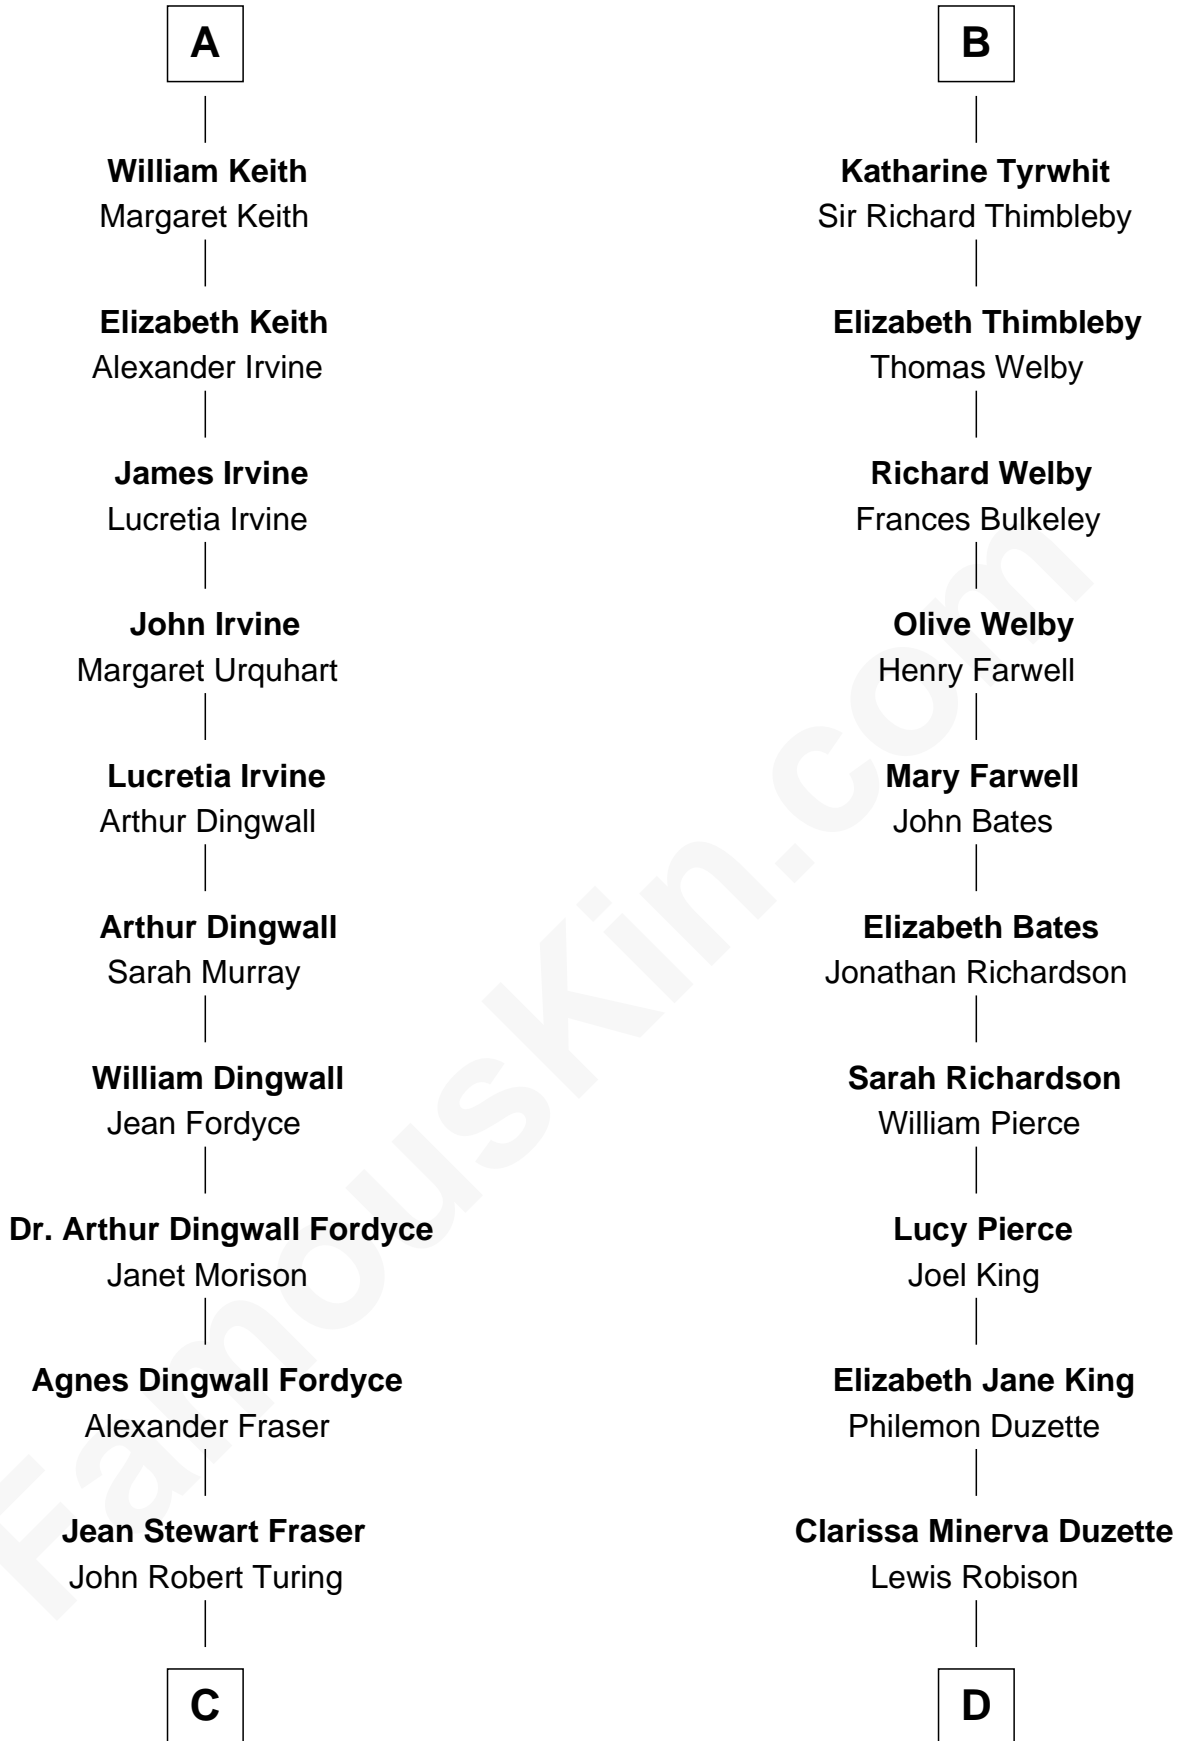 A
William Keith
Margaret Keith
Elizabeth Keith
Alexander Irvine
James Irvine
Lucretia Irvine
John Irvine
Margaret Urquhart
Lucretia Irvine
Arthur Dingwall
Arthur Dingwall
Sarah Murray
William Dingwall
Jean Fordyce
Dr. Arthur Dingwall Fordyce
Janet Morison
Agnes Dingwall Fordyce
Alexander Fraser
Jean Stewart Fraser
John Robert Turing
C
B
Katharine Tyrwhit
Sir Richard Thimbleby
Elizabeth Thimbleby
Thomas Welby
Richard Welby
Frances Bulkeley
Olive Welby
Henry Farwell
Mary Farwell
John Bates
Elizabeth Bates
Jonathan Richardson
Sarah Richardson
William Pierce
Lucy Pierce
Joel King
Elizabeth Jane King
Philemon Duzette
Clarissa Minerva Duzette
Lewis Robison
D
FamousKin.com